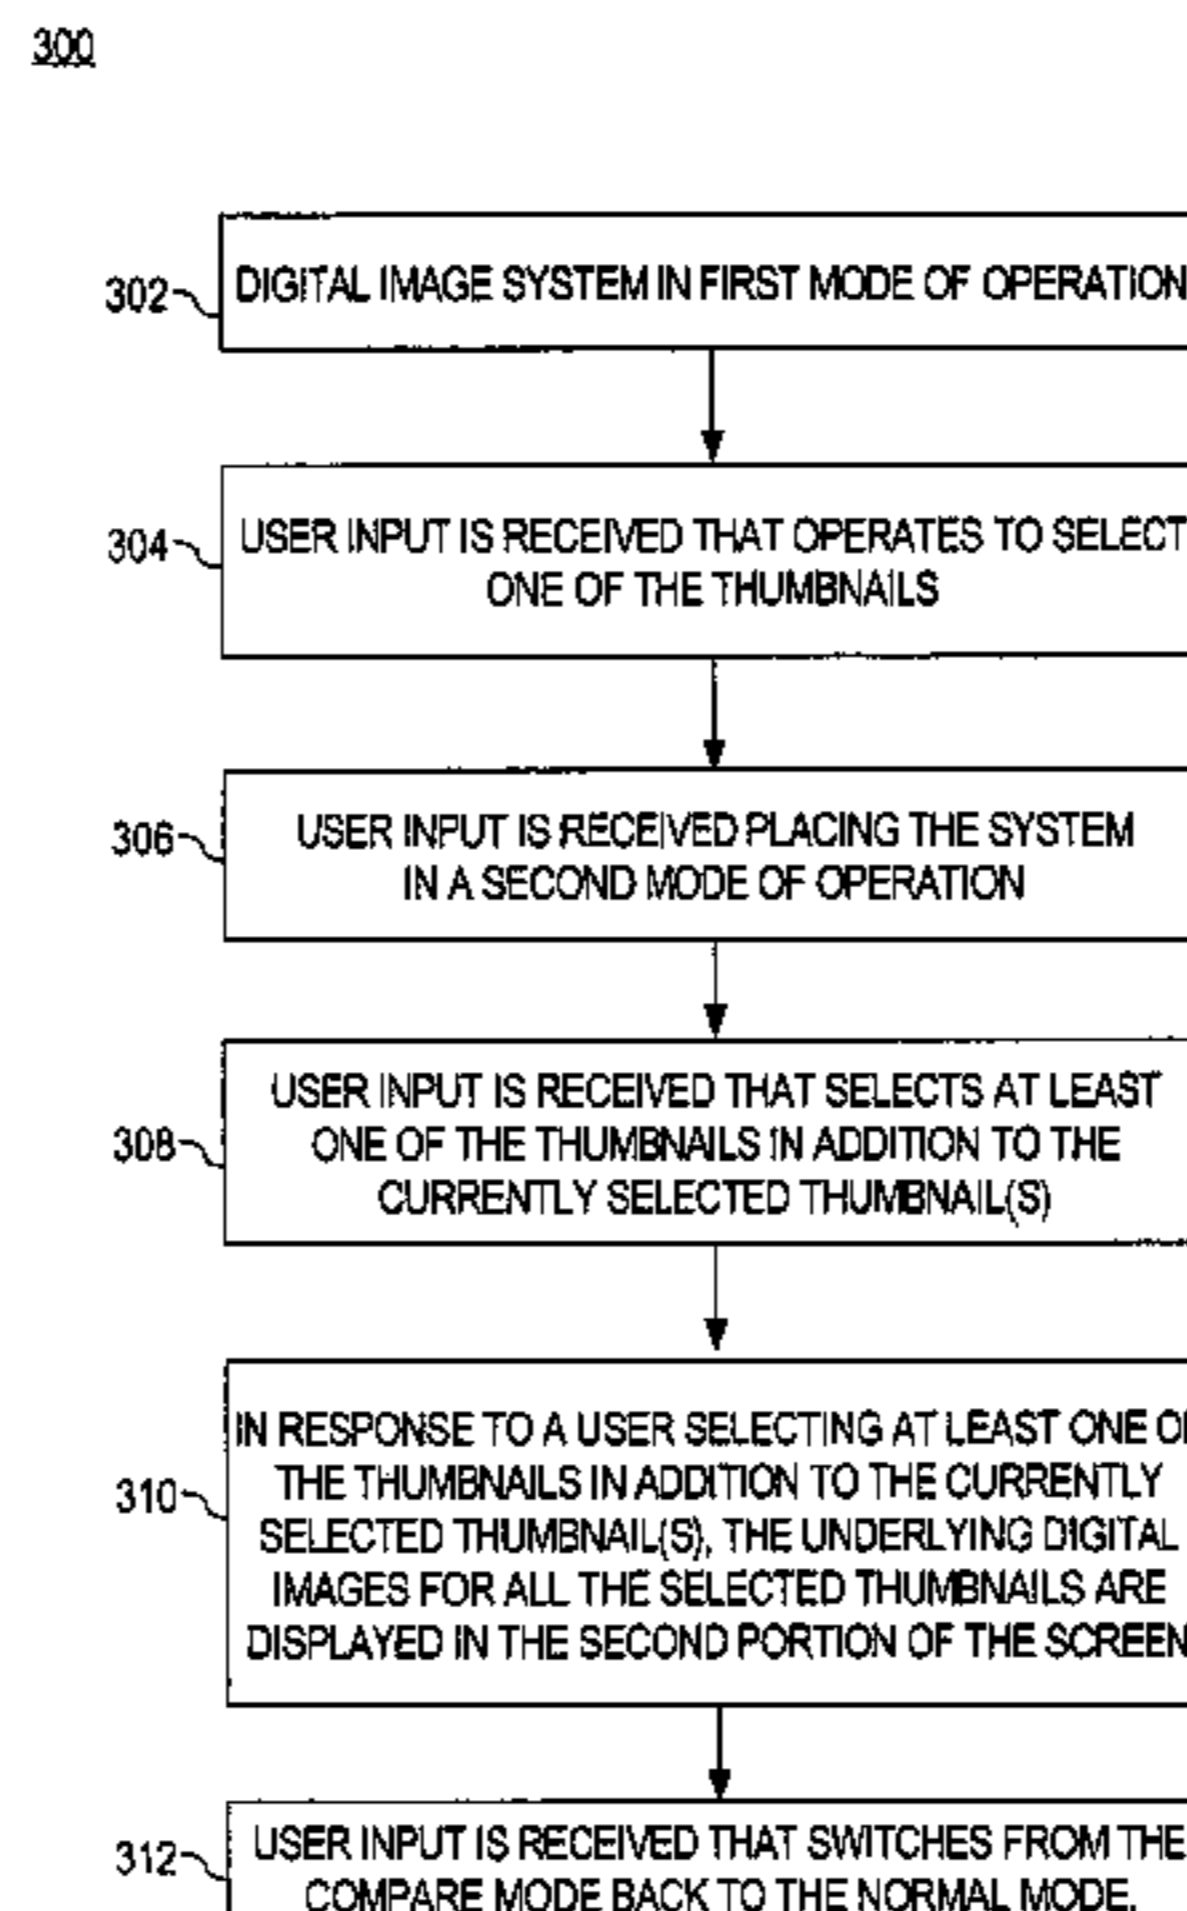 300
302
DIGITAL IMAGE SYSTEM IN FIRST MODE OF OPERATION
304
USER INPUT IS RECEIVED THAT OPERATES TO SELECT
ONE OF THE THUMBNAILS
306
USER INPUT IS RECEIVED PLACING THE SYSTEM
IN A SECOND MODE OF OPERATION
308
USER INPUT IS RECEIVED THAT SELECTS AT LEAST
ONE OF THE THUMBNAILS IN ADDITION TO THE
CURRENTLY SELECTED THUMBNAIL(S)
310
IN RESPONSE TO A USER SELECTING AT LEAST ONE OF
THE THUMBNAILS IN ADDITION TO THE CURRENTLY
SELECTED THUMBNAIL(S), THE UNDERLYING DIGITAL
IMAGES FOR ALL THE SELECTED THUMBNAILS ARE
DISPLAYED IN THE SECOND PORTION OF THE SCREEN
312
USER INPUT IS RECEIVED THAT SWITCHES FROM THE
COMPARE MODE BACK TO THE NORMAL MODE.